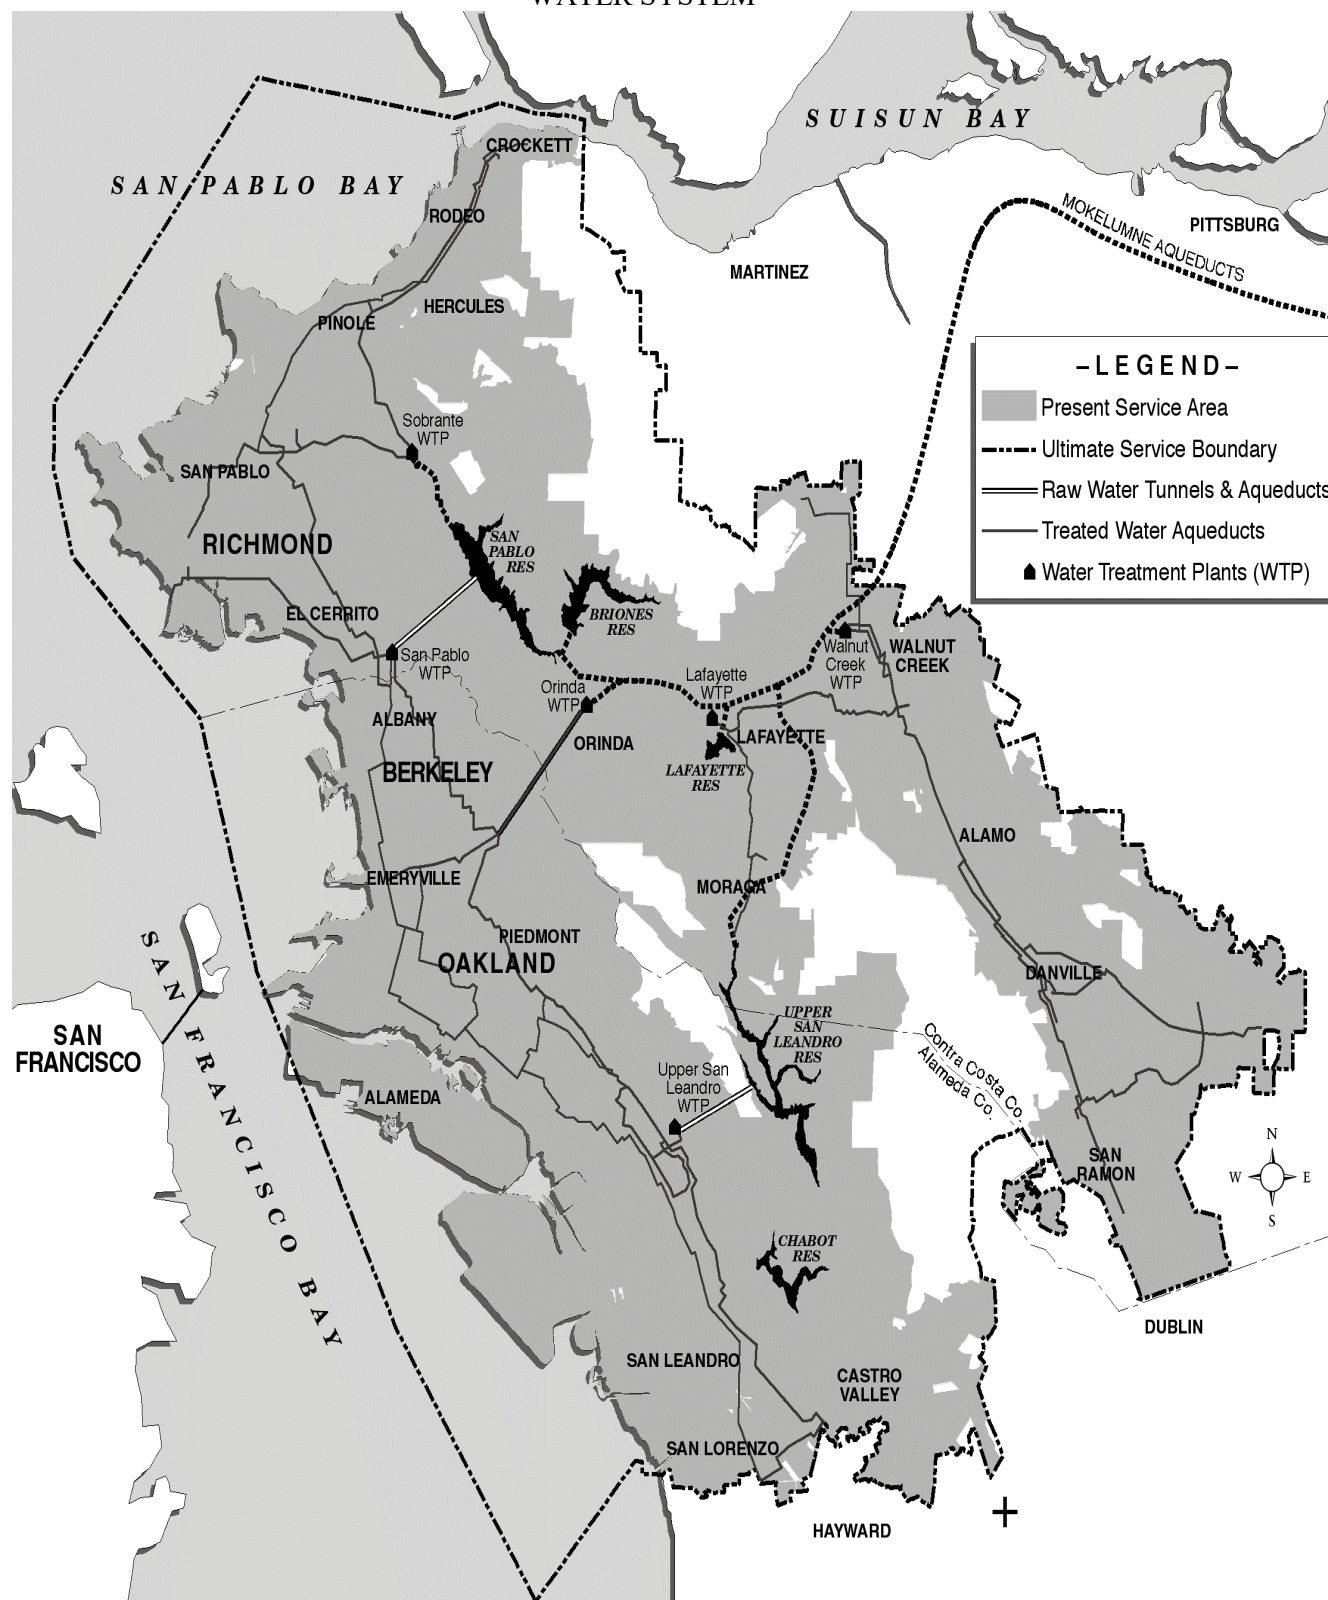 WATER SYSTEM
SUISUN BAY
CROCKETT
SAN PABLO BAY
RODEO
MOKELUMNE AQUEDUCTS
PITTSBURG
MARTINEZ
HERCULES
PINOLE
–LEGEND–
Present Service Area
Ultimate Service Boundary
Raw Water Tunnels & Aqueducts
Treated Water Aqueducts
Water Treatment Plants (WTP)
Sobrante
WTP
SAN PABLO
RICHMOND
SAN
PABLO
RES
BRIONES
RES
EL CERRITO
San Pablo
WTP
Walnut
Creek
WTP
WALNUT
CREEK
Orinda
WTP
Lafayette
WTP
ALBANY
ORINDA
LAFAYETTE
BERKELEY
LAFAYETTE
RES
ALAMO
EMERYVILLE
MORAGA
PIEDMONT
OAKLAND
DANVILLE
SAN FRANCISCO BAY
SAN
FRANCISCO
UPPER
SAN
LEANDRO
RES
Contra Costa Co.
Alameda Co.
Upper San
Leandro
WTP
ALAMEDA
SAN
RAMON
N
W
E
S
CHABOT
RES
DUBLIN
SAN LEANDRO
CASTRO
VALLEY
SAN LORENZO
HAYWARD